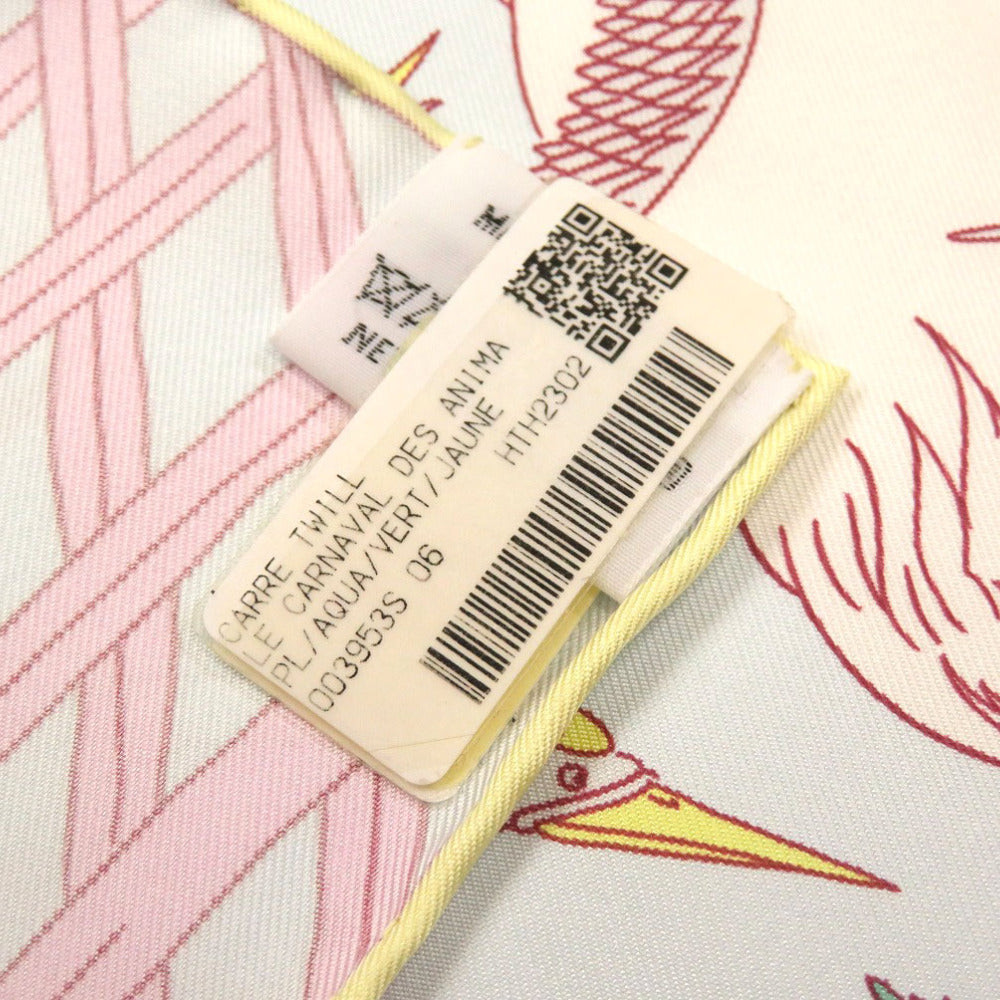 CARRE TWILL
LE CARNAVAL DES ANIMA
PL/AQUA/VERT/JAUNE
003953S 06
HTH2302